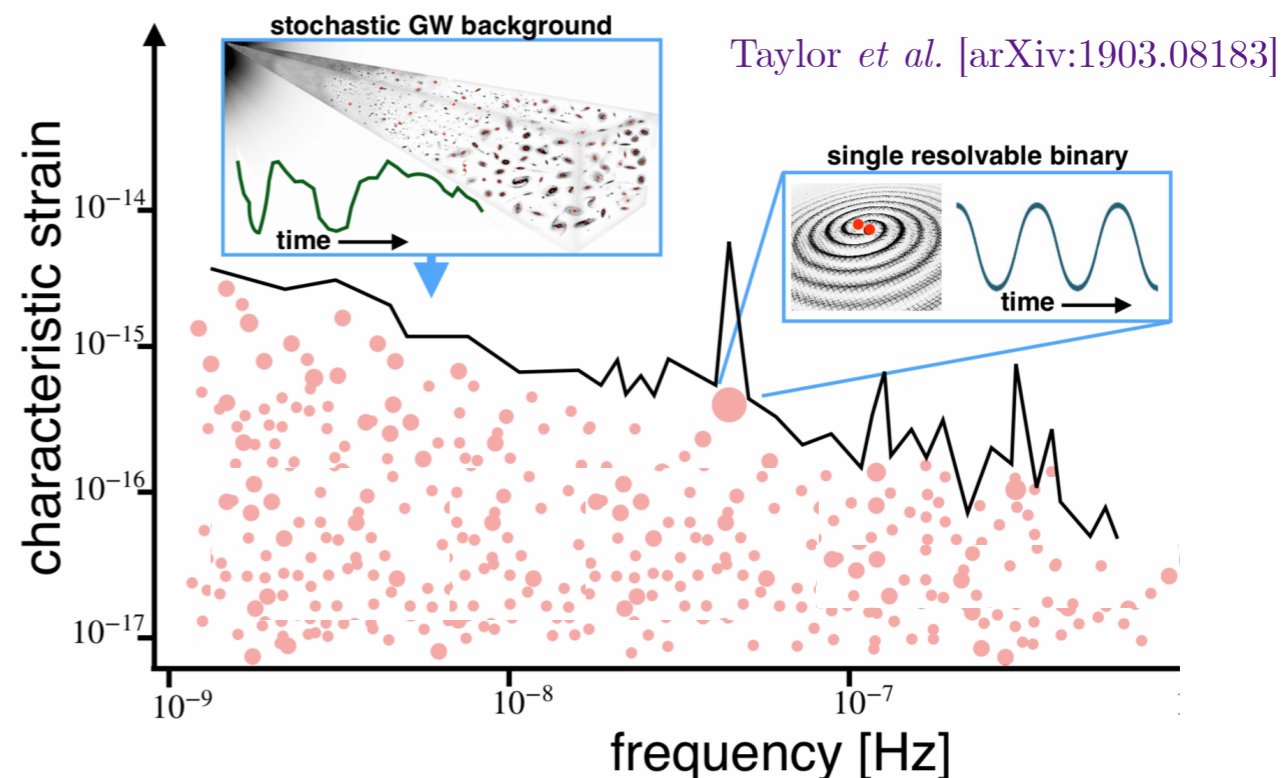 stochastic GW background
Taylor et al. [arXiv:1903.08183]
time
single resolvable binary
time
characteristic strain
10⁻¹⁴
10⁻¹⁵
10⁻¹⁶
10⁻¹⁷
10⁻⁹
10⁻⁸
10⁻⁷
frequency [Hz]